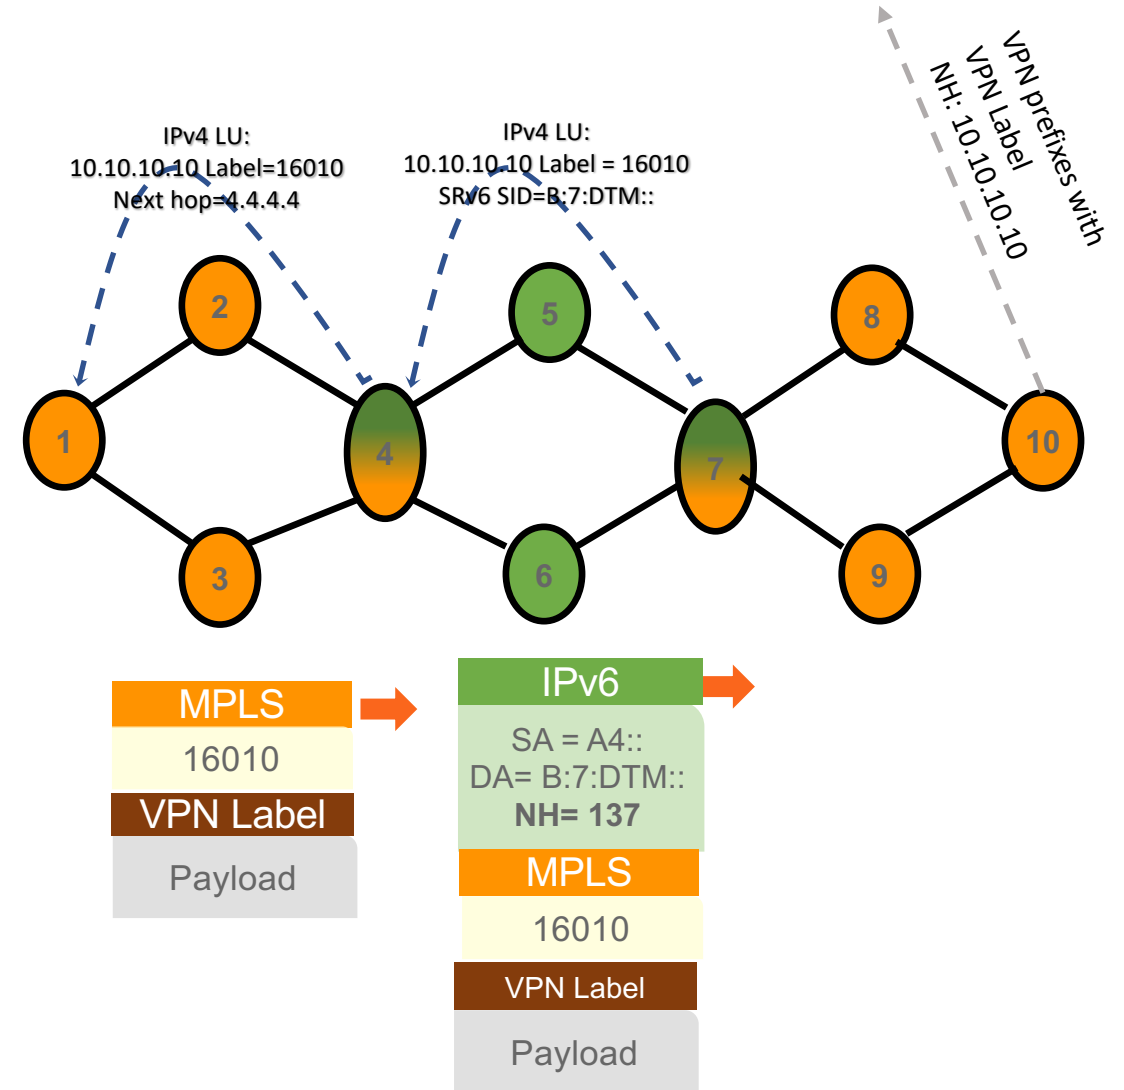 VPN prefixes with
VPN Label
NH: 10.10.10.10
IPv4 LU:
10.10.10.10 Label=16010
Next hop=4.4.4.4
IPv4 LU:
10.10.10.10 Label = 16010
SRv6 SID=B:7:DTM::
2
5
8
1
4
7
10
3
6
9
MPLS
16010
VPN Label
Payload
IPv6
SA = A4::
DA= B:7:DTM::
NH= 137
MPLS
16010
VPN Label
Payload